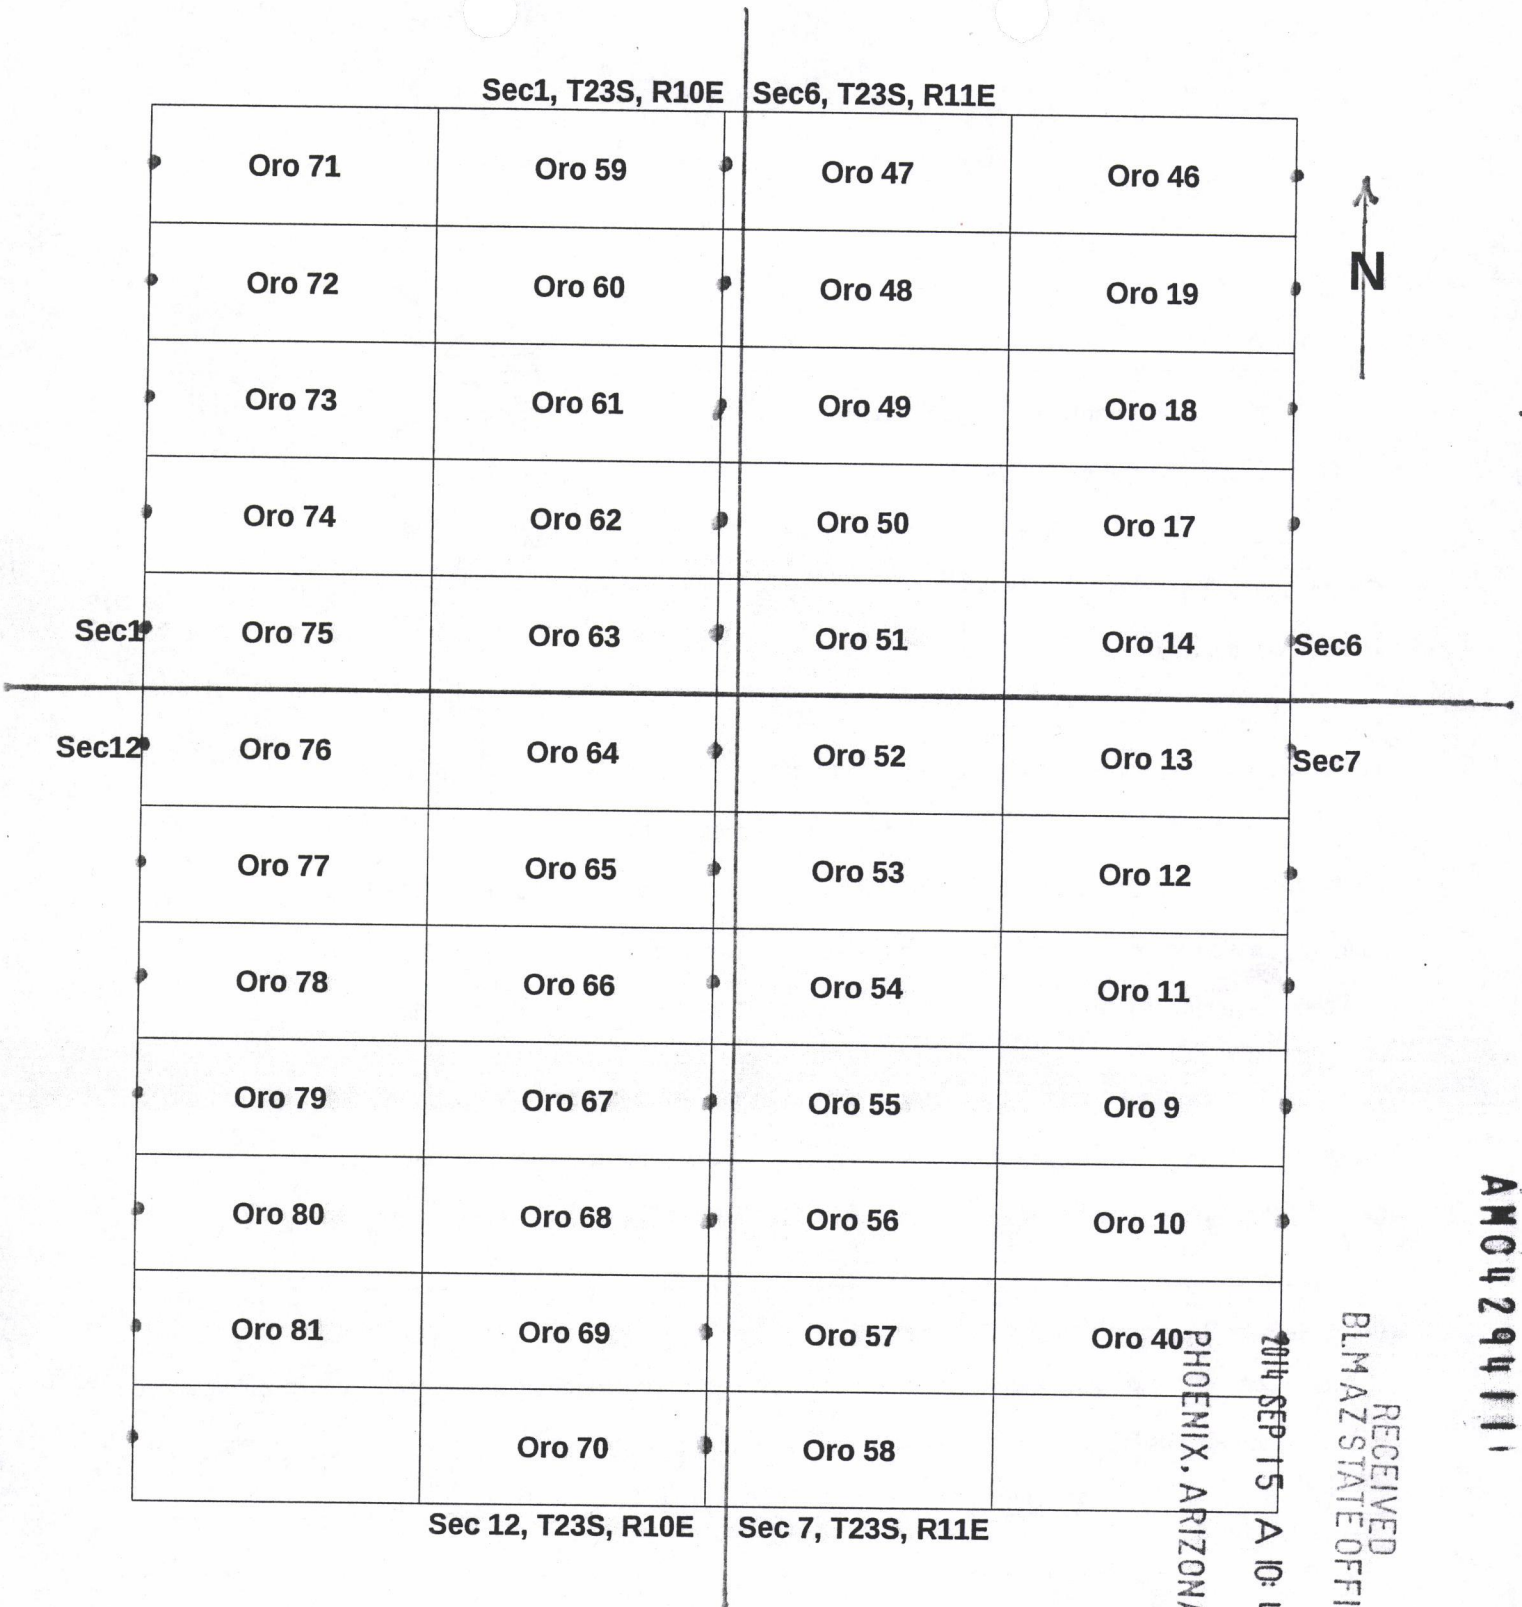 Sec1, T23S, R10E Sec6, T23S, R11E
Oro 71 Oro 59 Oro 47 Oro 46
N
Oro 72 Oro 60 Oro 48 Oro 19
Oro 73 Oro 61 Oro 49 Oro 18
Oro 74 Oro 62 Oro 50 Oro 17
Sec1 Oro 75 Oro 63 Oro 51 Oro 14 Sec6
Sec12 Oro 76 Oro 64 Oro 52 Oro 13 Sec7
Oro 77 Oro 65 Oro 53 Oro 12
Oro 78 Oro 66 Oro 54 Oro 11
Oro 79 Oro 67 Oro 55 Oro 9
Oro 80 Oro 68 Oro 56 Oro 10
Oro 81 Oro 69 Oro 57 Oro 40
Oro 70 Oro 58
Sec 12, T23S, R10E Sec 7, T23S, R11E
RECEIVED
BLM AZ STATE OFFI
2014 SEP 15 A 10:
PHOENIX, ARIZONA